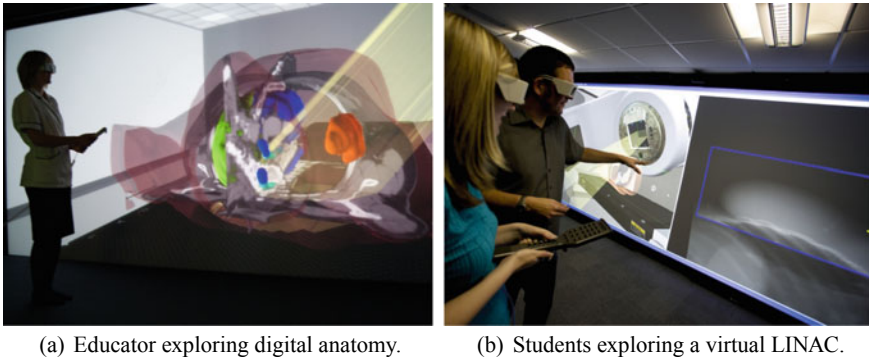 (a) Educator exploring digital anatomy.
(b) Students exploring a virtual LINAC.